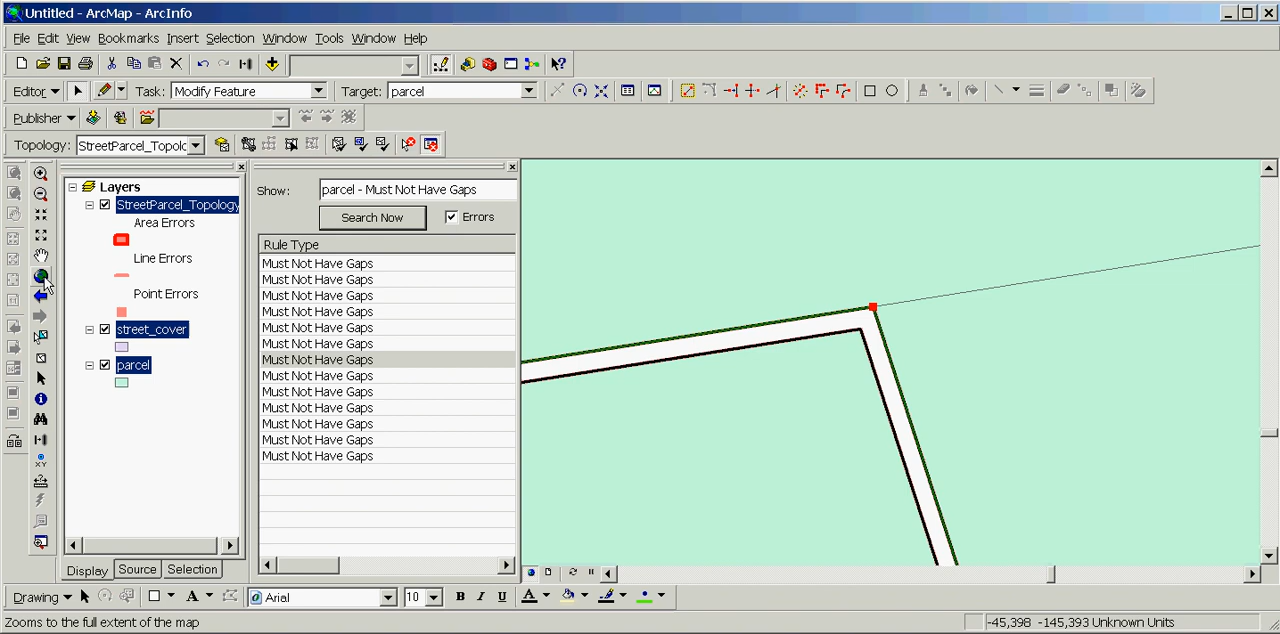 Untitled - ArcMap - ArcInfo
File Edit View Bookmarks Insert Selection Window Tools Window Help
Editor Task: Modify Feature Target: parcel
Publisher
Topology: StreetParcel_Topolc
Layers
StreetParcel_Topology
Area Errors
Line Errors
Point Errors
street_cover
parcel
Show: parcel - Must Not Have Gaps
Search Now Errors
Rule Type
Must Not Have Gaps
Must Not Have Gaps
Must Not Have Gaps
Must Not Have Gaps
Must Not Have Gaps
Must Not Have Gaps
Must Not Have Gaps
Must Not Have Gaps
Must Not Have Gaps
Must Not Have Gaps
Must Not Have Gaps
Must Not Have Gaps
Must Not Have Gaps
Display Source Selection
Drawing A Arial 10 B I U A
Zooms to the full extent of the map
-45,398 -145,393 Unknown Units